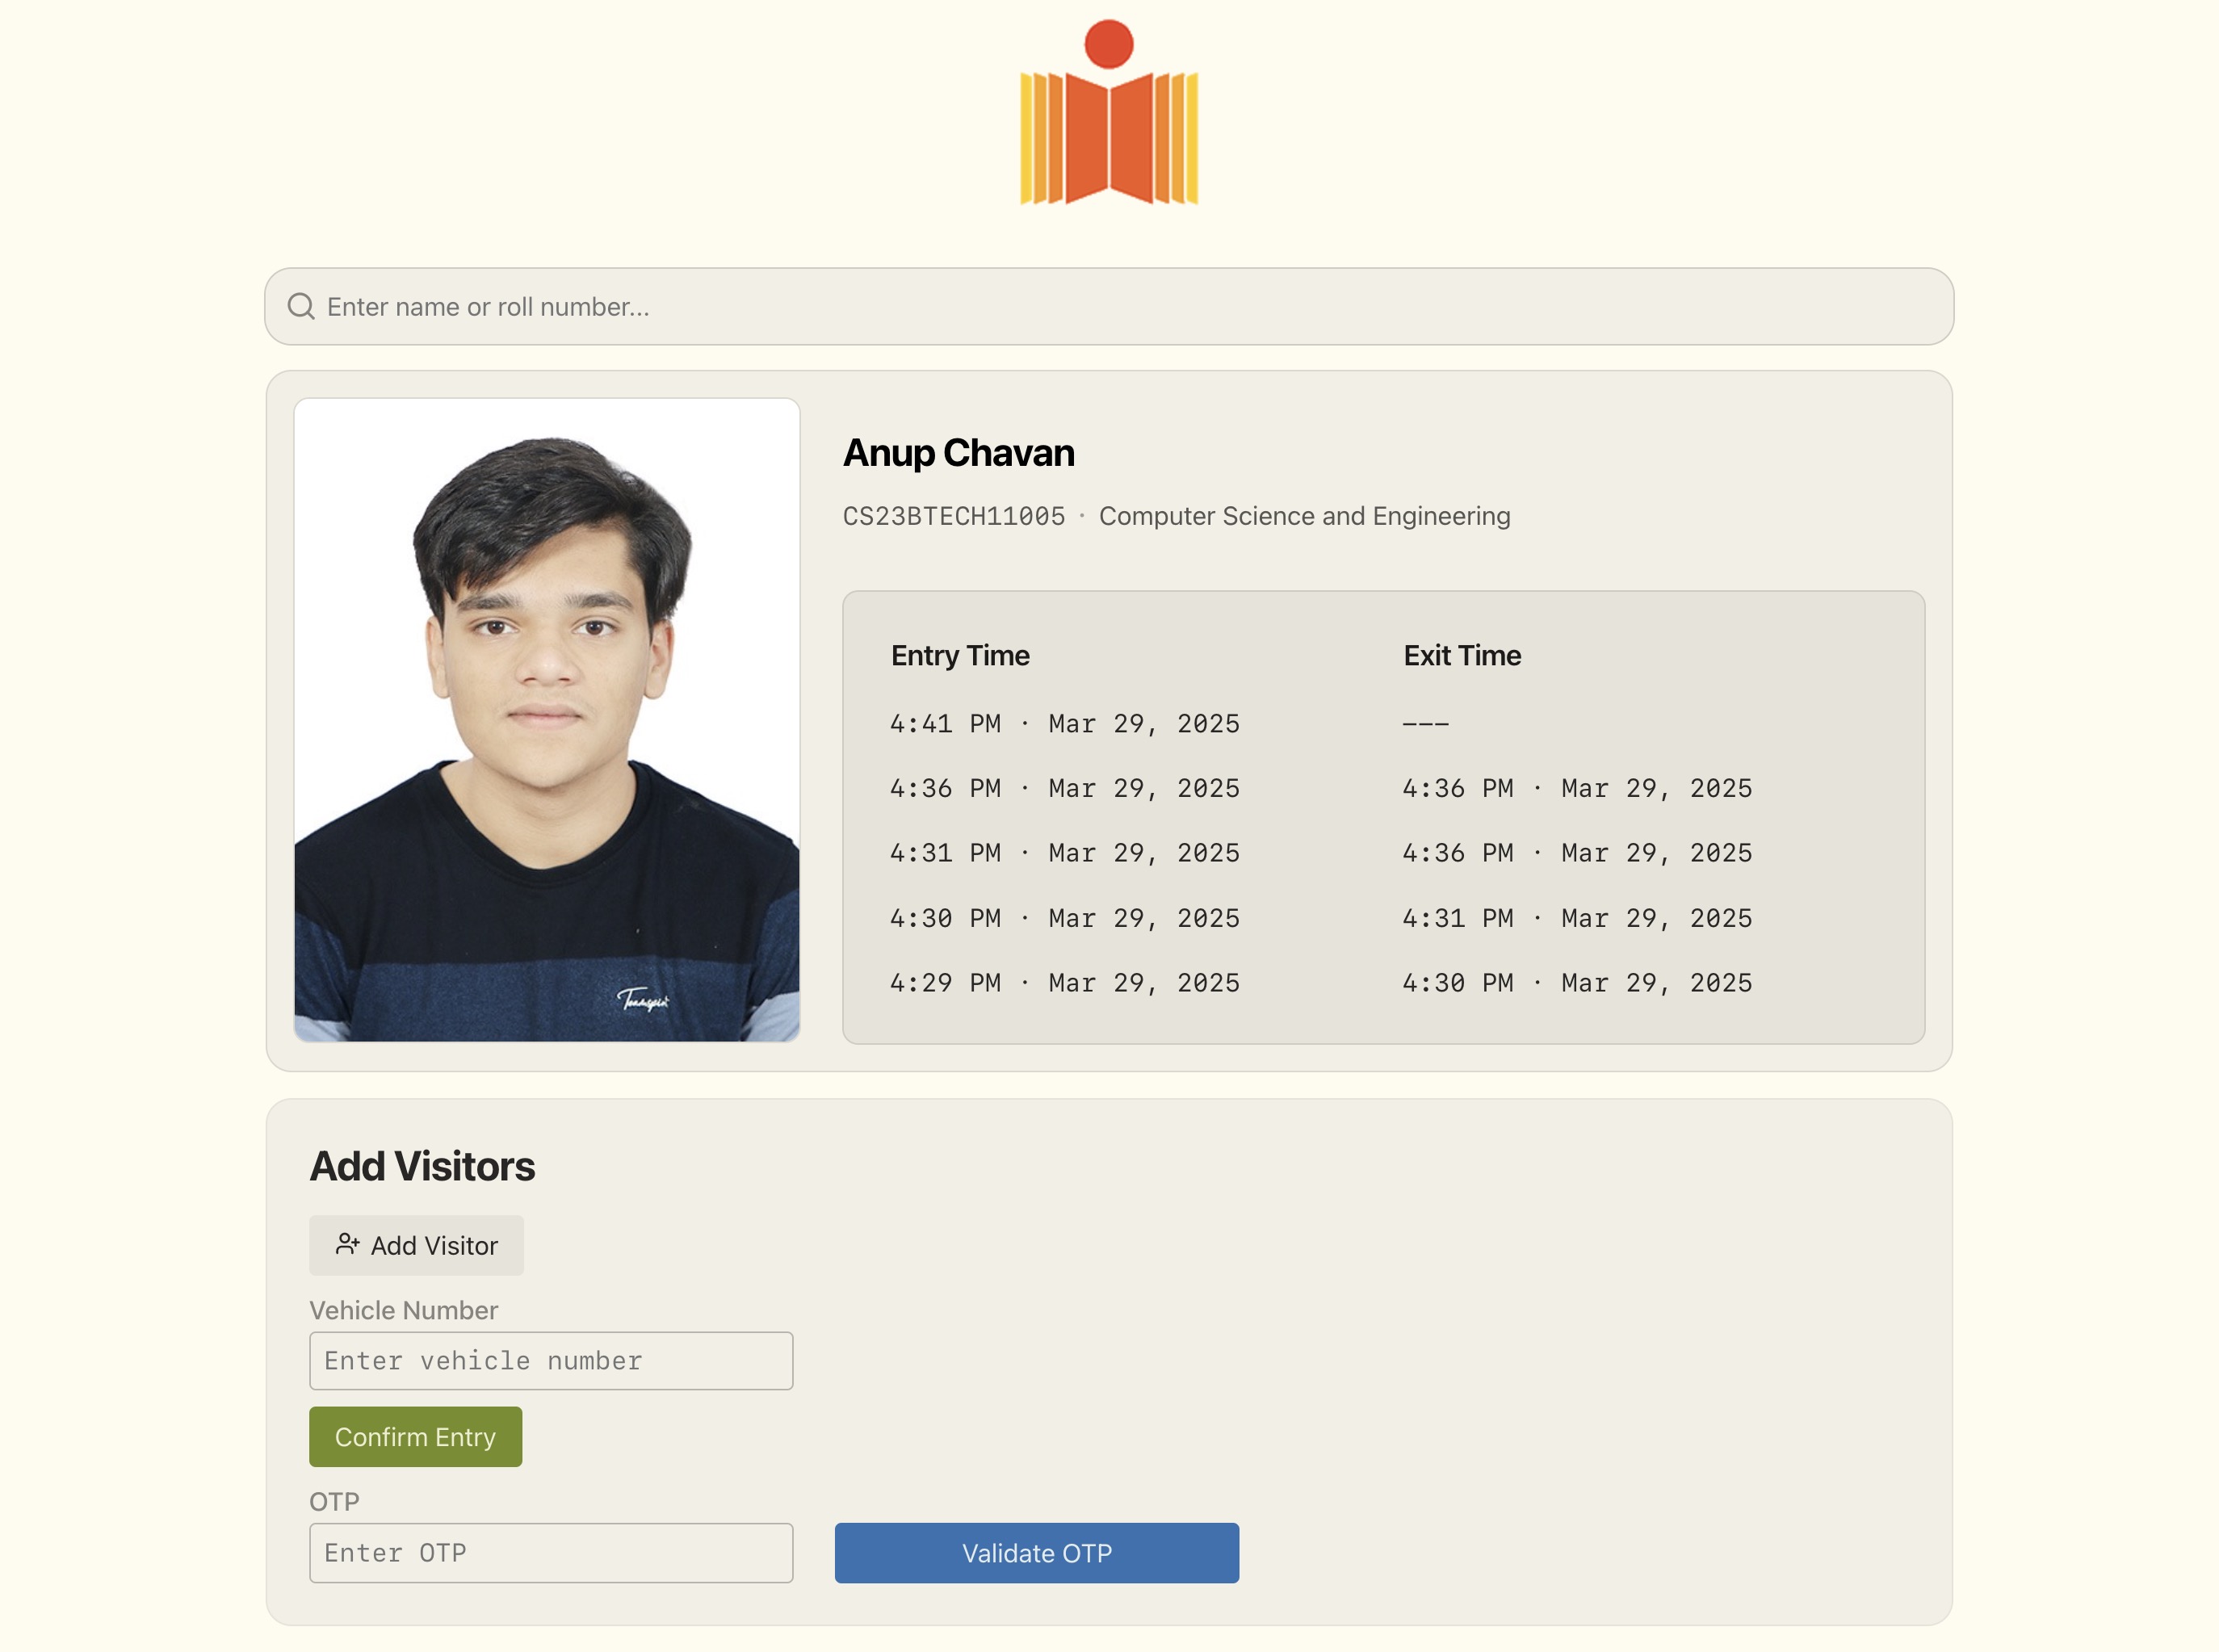 Enter name or roll number...
Anup Chavan
CS23BTECH11005 · Computer Science and Engineering
Entry Time Exit Time
4:41 PM · Mar 29, 2025 ———
4:36 PM · Mar 29, 2025 4:36 PM · Mar 29, 2025
4:31 PM · Mar 29, 2025 4:36 PM · Mar 29, 2025
4:30 PM · Mar 29, 2025 4:31 PM · Mar 29, 2025
4:29 PM · Mar 29, 2025 4:30 PM · Mar 29, 2025
Teamspirit
Add Visitors
Add Visitor
Vehicle Number
Enter vehicle number
Confirm Entry
OTP
Enter OTP Validate OTP